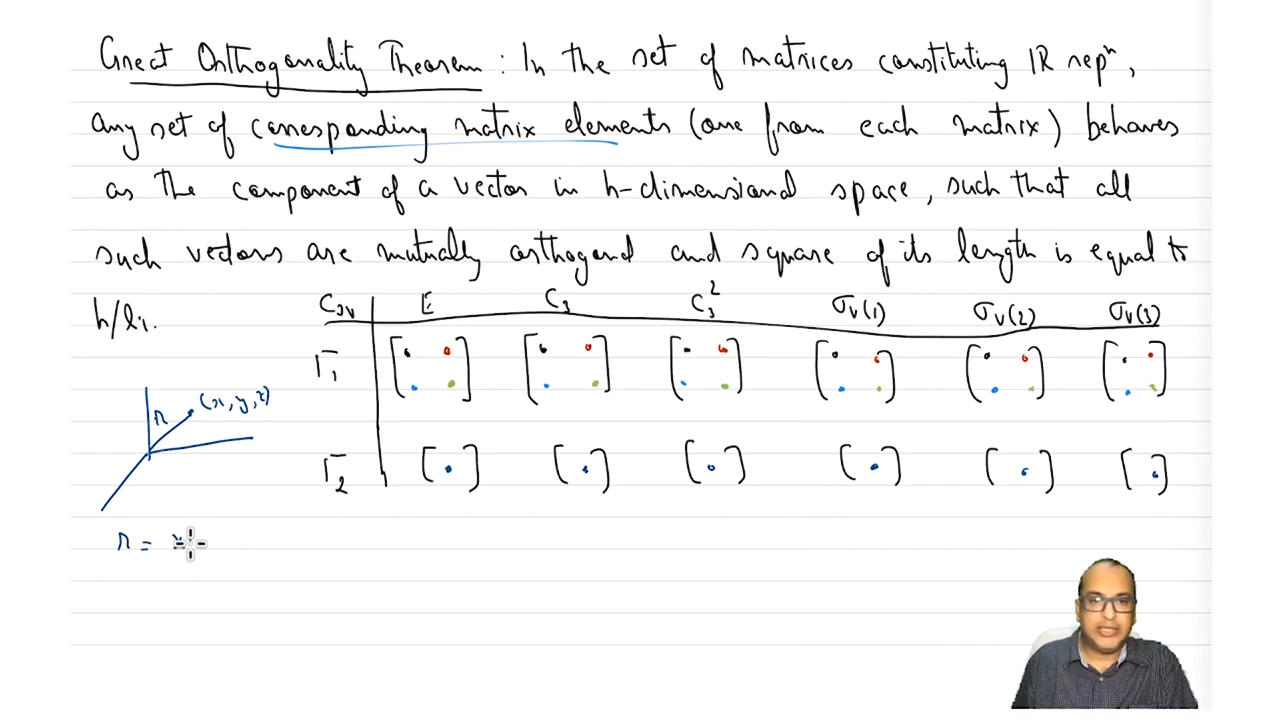 Great Orthogonality Theorem : In the set of matrices constituting IR repⁿ,
any set of corresponding matrix elements (one from each matrix) behaves
as the component of a vector in h-dimensional space, such that all
such vectors are mutually orthogonal and square of its length is equal to
h/li.
C₃ᵥ E C₃ C₃² σᵥ(1) σᵥ(2) σᵥ(3)
Γ₁
r (x, y, z)
Γ₂
r =